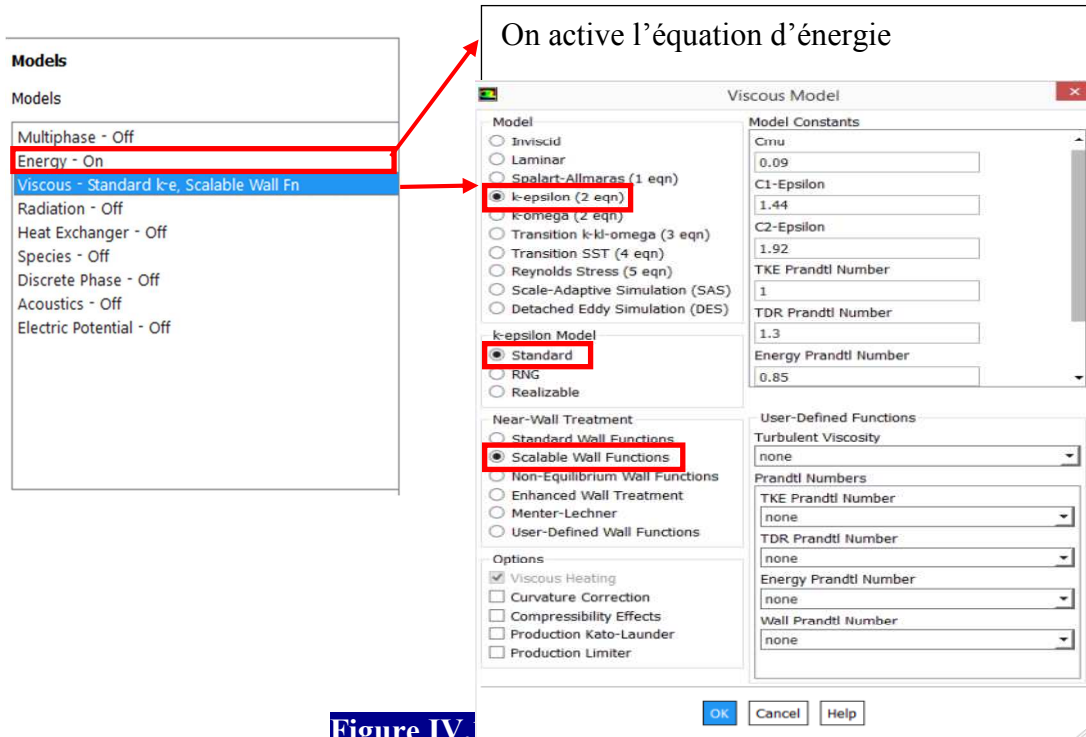 On active l’équation d’énergie
Models
Models
Multiphase - Off
Energy - On
Viscous - Standard k-e, Scalable Wall Fn
Radiation - Off
Heat Exchanger - Off
Species - Off
Discrete Phase - Off
Acoustics - Off
Electric Potential - Off
Viscous Model
Model
Inviscid
Laminar
Spalart-Allmaras (1 eqn)
k-epsilon (2 eqn)
k-omega (2 eqn)
Transition k-kl-omega (3 eqn)
Transition SST (4 eqn)
Reynolds Stress (5 eqn)
Scale-Adaptive Simulation (SAS)
Detached Eddy Simulation (DES)
k-epsilon Model
Standard
RNG
Realizable
Near-Wall Treatment
Standard Wall Functions
Scalable Wall Functions
Non-Equilibrium Wall Functions
Enhanced Wall Treatment
Menter-Lechner
User-Defined Wall Functions
Options
Viscous Heating
Curvature Correction
Compressibility Effects
Production Kato-Launder
Production Limiter
Model Constants
Cmu
0.09
C1-Epsilon
1.44
C2-Epsilon
1.92
TKE Prandtl Number
1
TDR Prandtl Number
1.3
Energy Prandtl Number
0.85
User-Defined Functions
Turbulent Viscosity
none
Prandtl Numbers
TKE Prandtl Number
none
TDR Prandtl Number
none
Energy Prandtl Number
none
Wall Prandtl Number
none
OK Cancel Help
Figure IV.